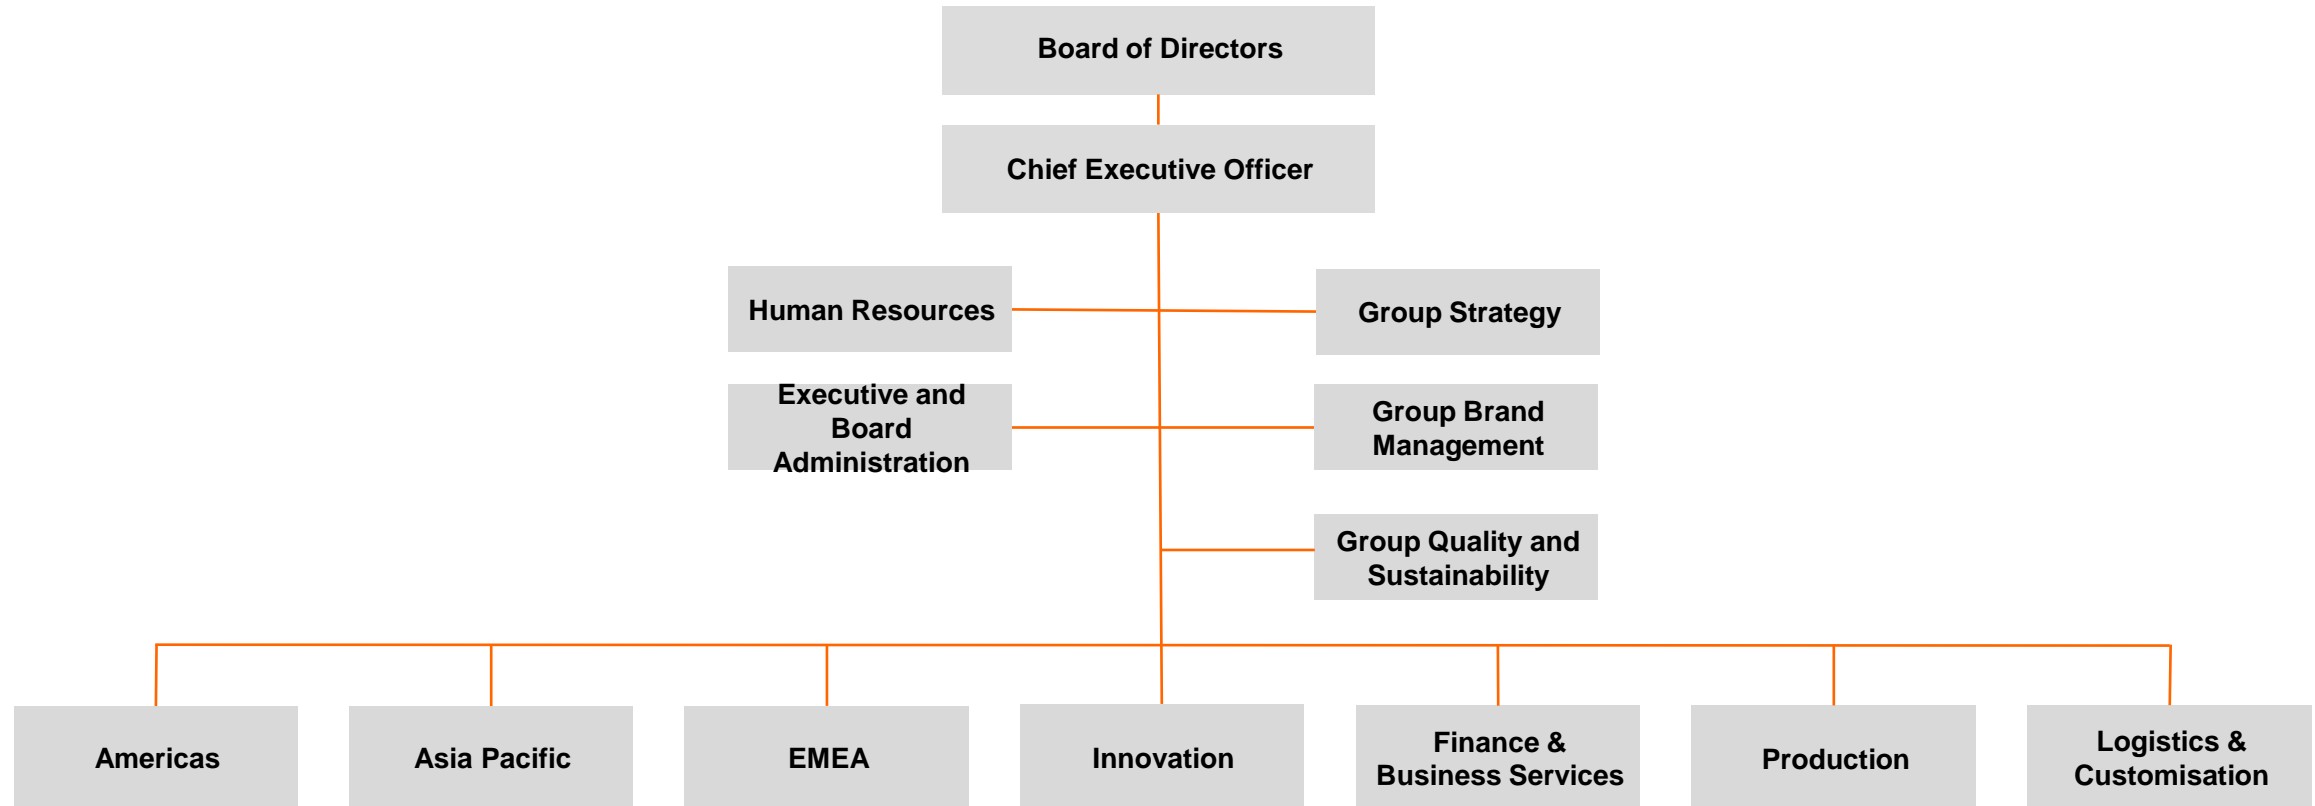 Board of Directors
Chief Executive Officer
Human Resources
Group Strategy
Executive and
Board
Administration
Group Brand
Management
Group Quality and
Sustainability
Americas
Asia Pacific
EMEA
Innovation
Finance &
Business Services
Production
Logistics &
Customisation